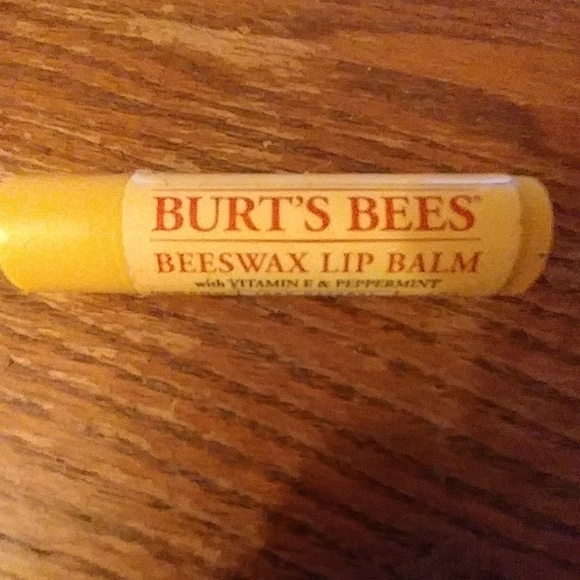 BURT'S BEES®
BEESWAX LIP BALM
with VITAMIN E & PEPPERMINT